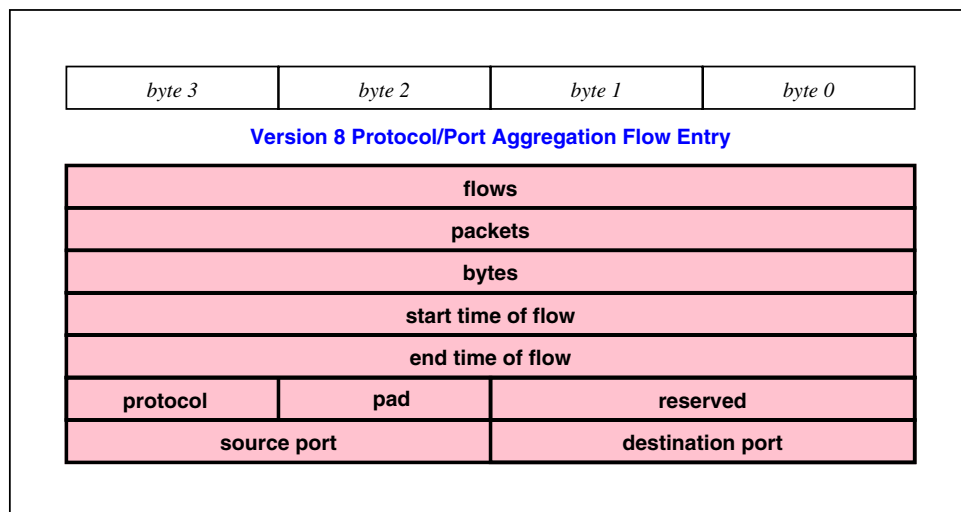 byte 3 byte 2 byte 1 byte 0
Version 8 Protocol/Port Aggregation Flow Entry
flows
packets
bytes
start time of flow
end time of flow
protocol pad reserved
source port destination port